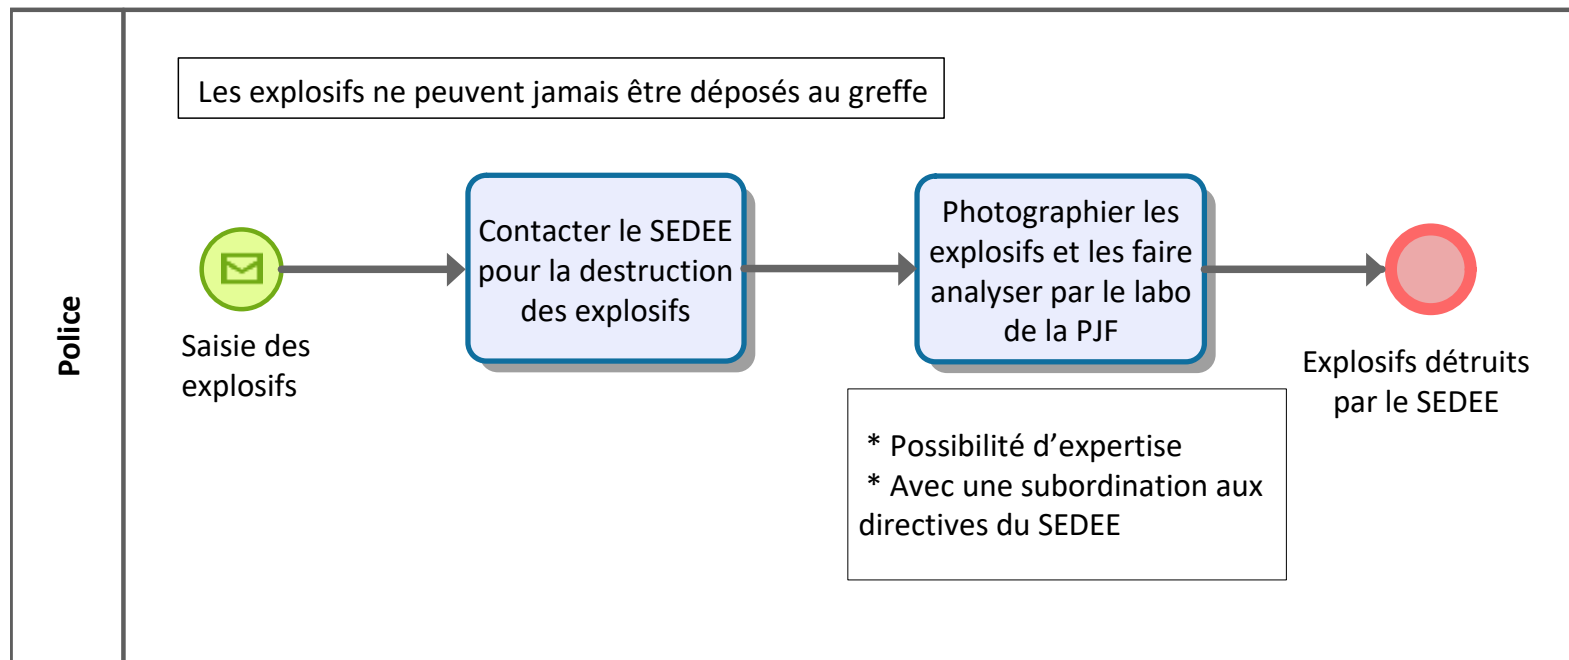 Les explosifs ne peuvent jamais être déposés au greffe
Police
Saisie des
explosifs
Contacter le SEDEE
pour la destruction
des explosifs
Photographier les
explosifs et les faire
analyser par le labo
de la PJF
* Possibilité d’expertise
* Avec une subordination aux
directives du SEDEE
Explosifs détruits
par le SEDEE